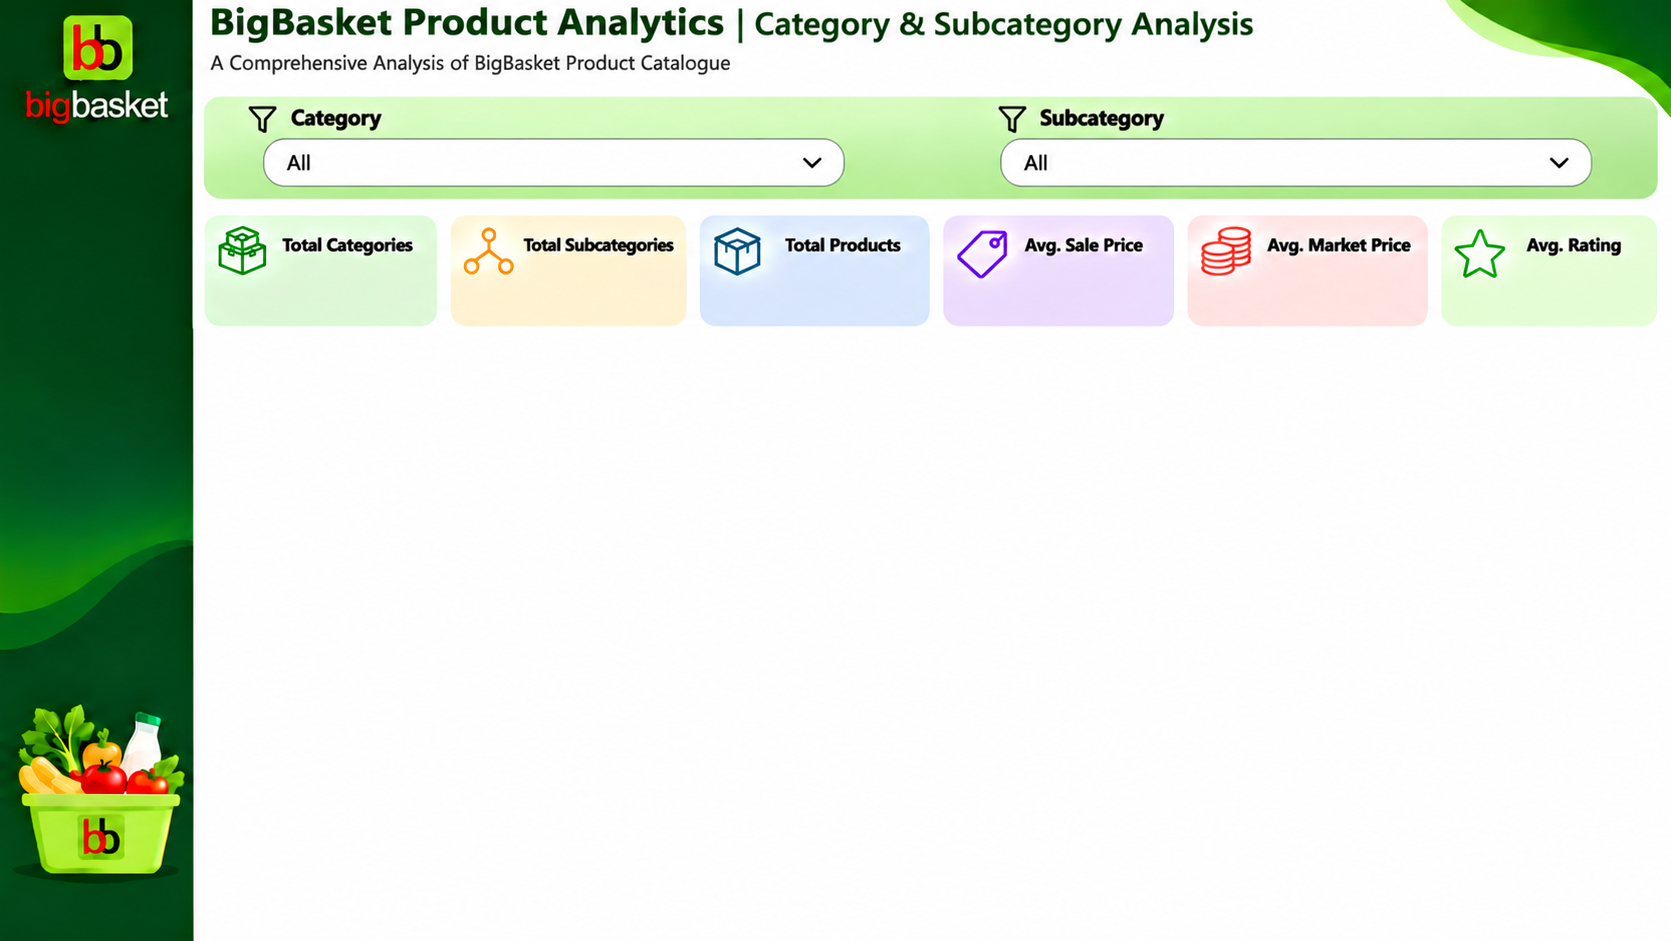 bb
bigbasket
BigBasket Product Analytics | Category & Subcategory Analysis
A Comprehensive Analysis of BigBasket Product Catalogue
Category
Subcategory
All
All
Total Categories
Total Subcategories
Total Products
Avg. Sale Price
Avg. Market Price
Avg. Rating
bb